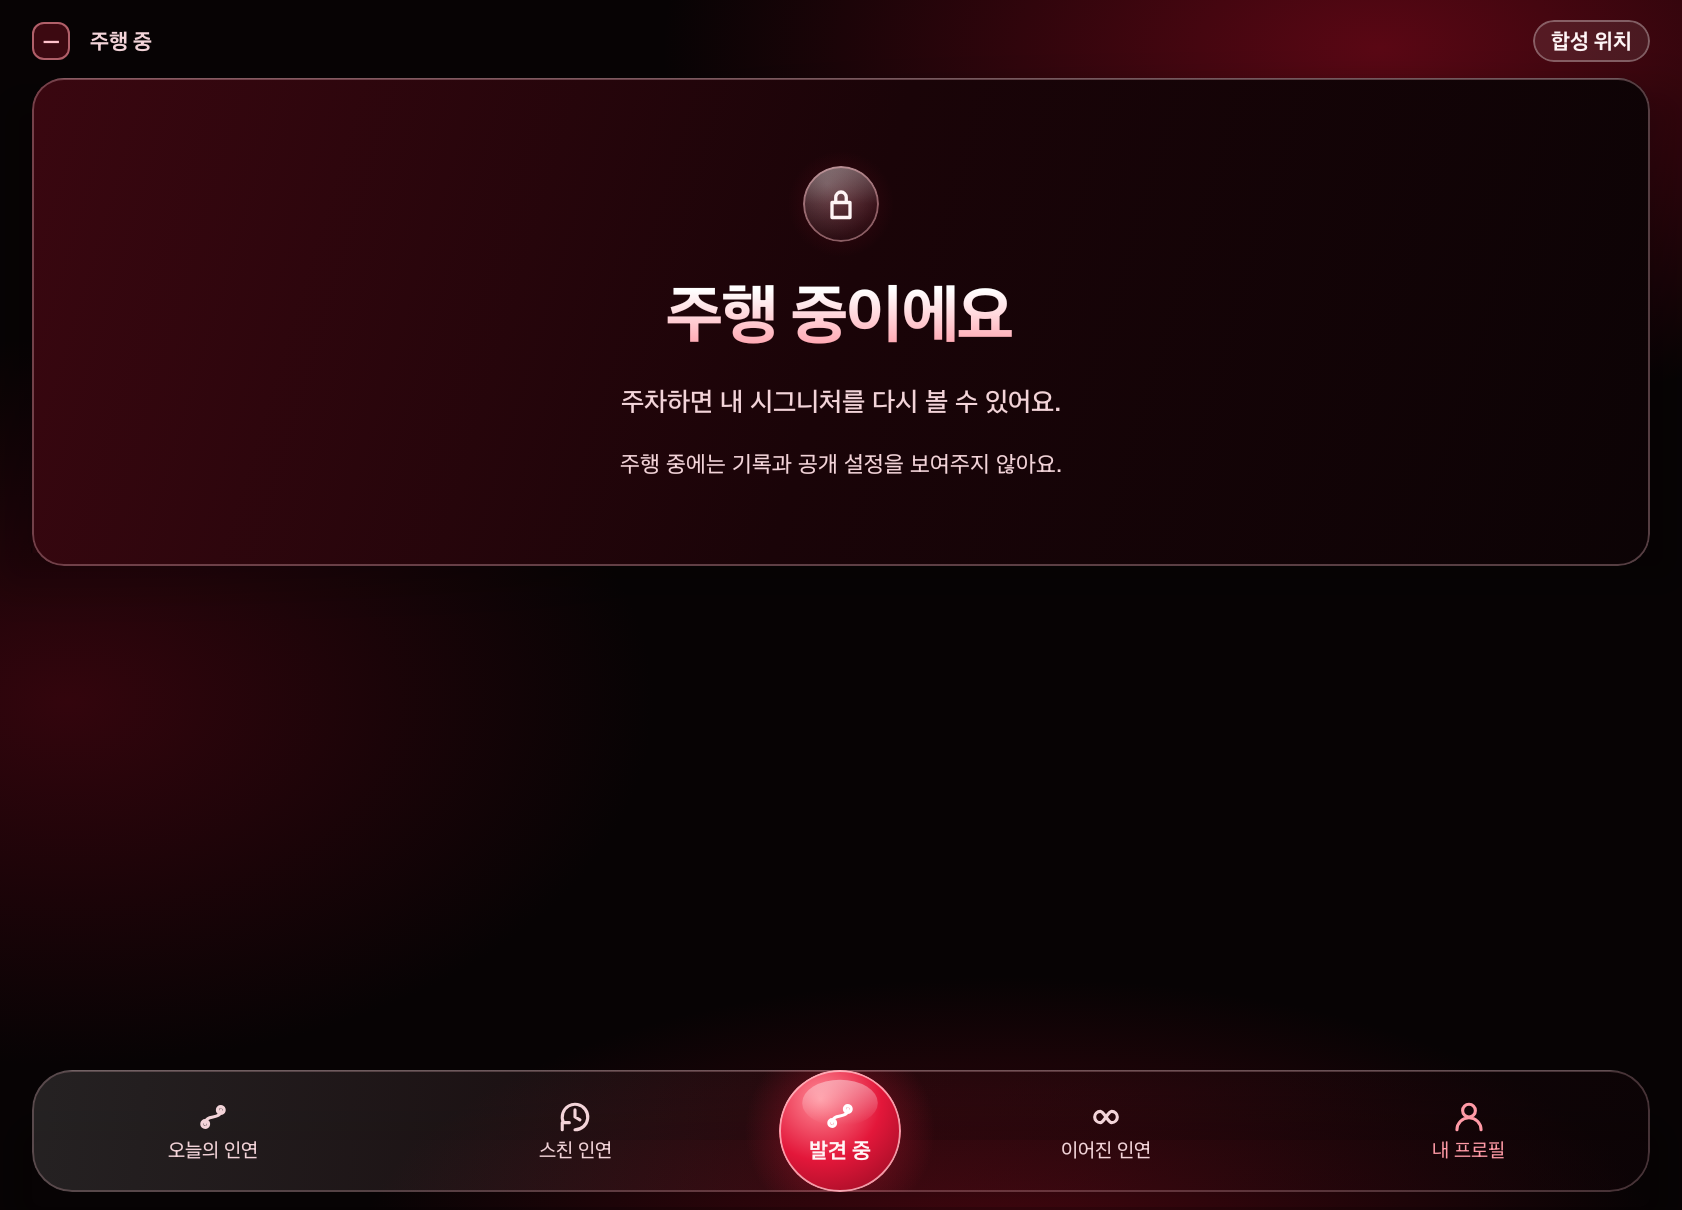 주행 중
합성 위치
주행 중이에요
주차하면 내 시그니처를 다시 볼 수 있어요.
주행 중에는 기록과 공개 설정을 보여주지 않아요.
오늘의 인연
스친 인연
발견 중
이어진 인연
내 프로필